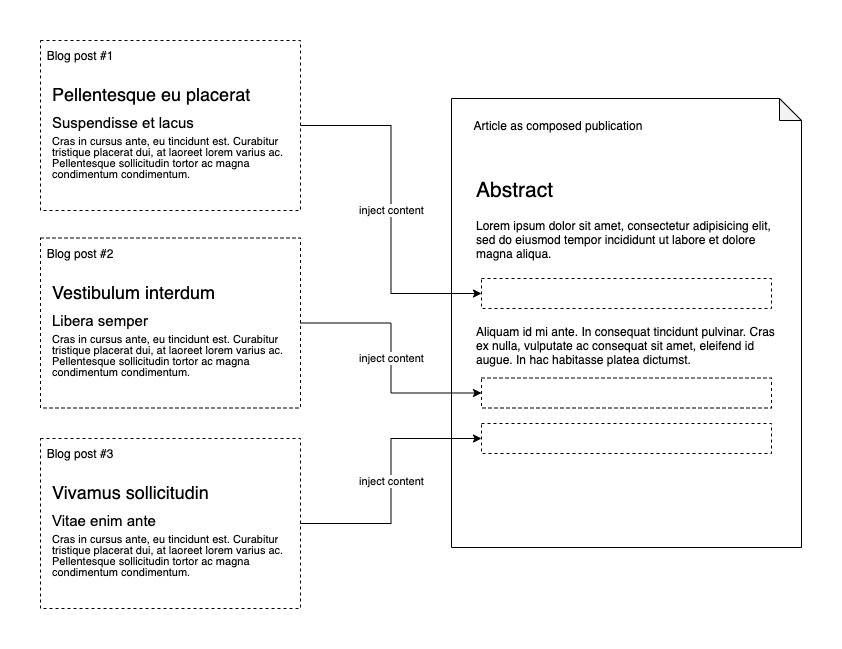 Blog post #1
Pellentesque eu placerat
Suspendisse et lacus
Cras in cursus ante, eu tincidunt est. Curabitur
tristique placerat dui, at laoreet lorem varius ac.
Pellentesque sollicitudin tortor ac magna
condimentum condimentum.
inject content
Blog post #2
Vestibulum interdum
Libera semper
Cras in cursus ante, eu tincidunt est. Curabitur
tristique placerat dui, at laoreet lorem varius ac.
Pellentesque sollicitudin tortor ac magna
condimentum condimentum.
inject content
Blog post #3
Vivamus sollicitudin
Vitae enim ante
Cras in cursus ante, eu tincidunt est. Curabitur
tristique placerat dui, at laoreet lorem varius ac.
Pellentesque sollicitudin tortor ac magna
condimentum condimentum.
inject content
Article as composed publication
Abstract
Lorem ipsum dolor sit amet, consectetur adipisicing elit,
sed do eiusmod tempor incididunt ut labore et dolore
magna aliqua.
Aliquam id mi ante. In consequat tincidunt pulvinar. Cras
ex nulla, vulputate ac consequat sit amet, eleifend id
augue. In hac habitasse platea dictumst.